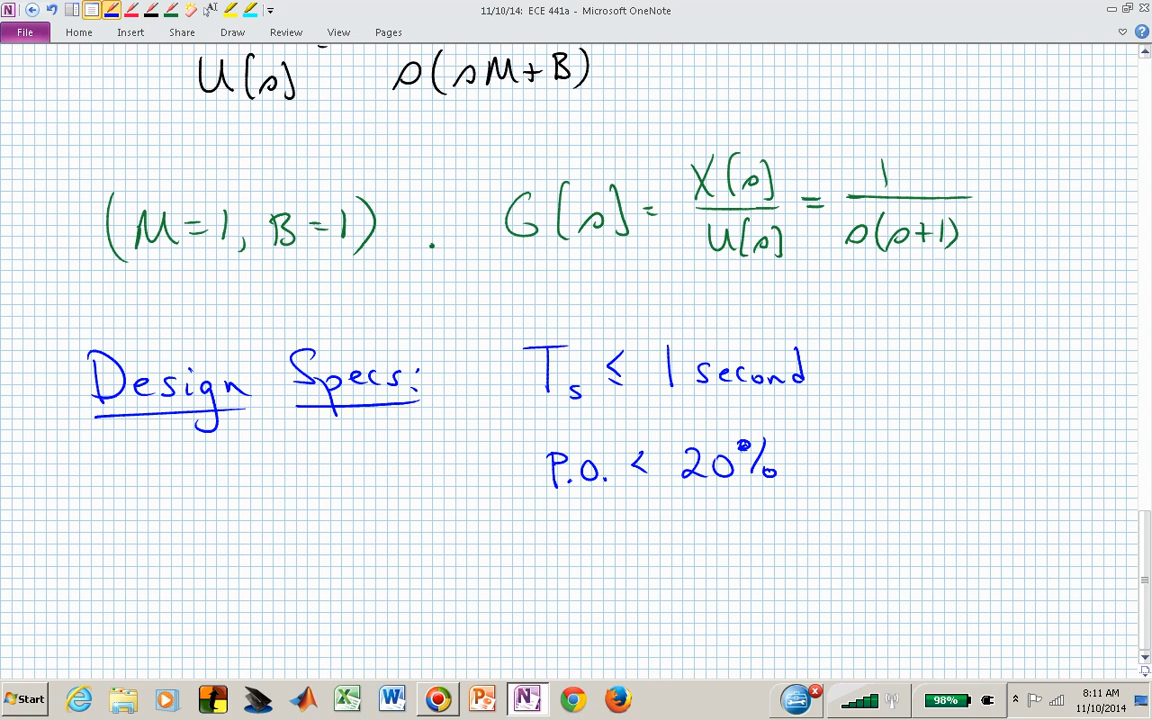 11/10/14: ECE 441a - Microsoft OneNote
File Home Insert Share Draw Review View Pages
U(s) s(sM+B)
(M=1, B=1) . G(s) = X(s)/U(s) = 1/s(s+1)
Design Specs: Ts ≤ 1 second
P.O. < 20%
Start 98% 8:11 AM
11/10/2014